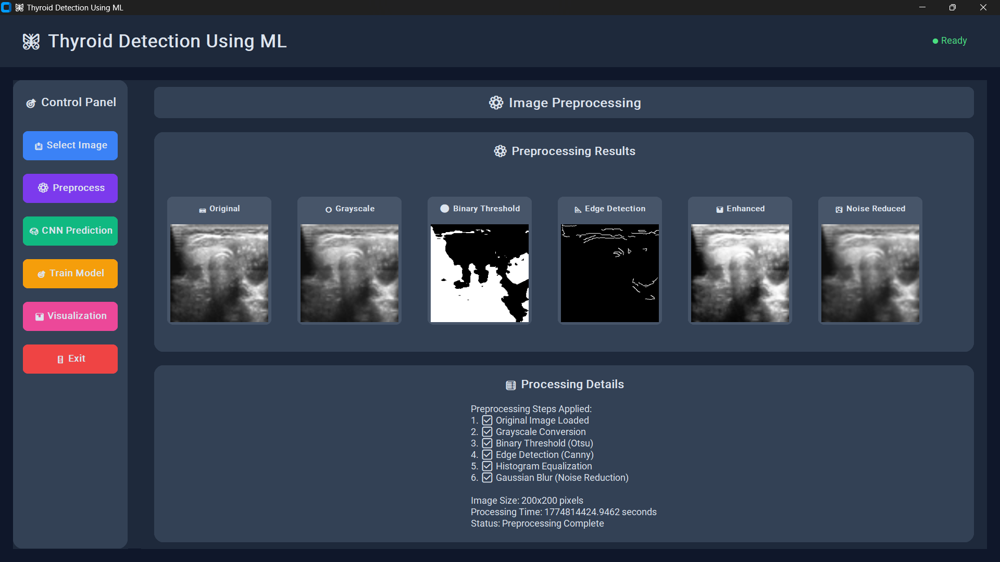 Thyroid Detection Using ML
Thyroid Detection Using ML
Ready
Control Panel
Select Image
Preprocess
CNN Prediction
Train Model
Visualization
Exit
Image Preprocessing
Preprocessing Results
Original
Grayscale
Binary Threshold
Edge Detection
Enhanced
Noise Reduced
Processing Details
Preprocessing Steps Applied:
1. ☑ Original Image Loaded
2. ☑ Grayscale Conversion
3. ☑ Binary Threshold (Otsu)
4. ☑ Edge Detection (Canny)
5. ☑ Histogram Equalization
6. ☑ Gaussian Blur (Noise Reduction)
Image Size: 200x200 pixels
Processing Time: 1774814424.9462 seconds
Status: Preprocessing Complete